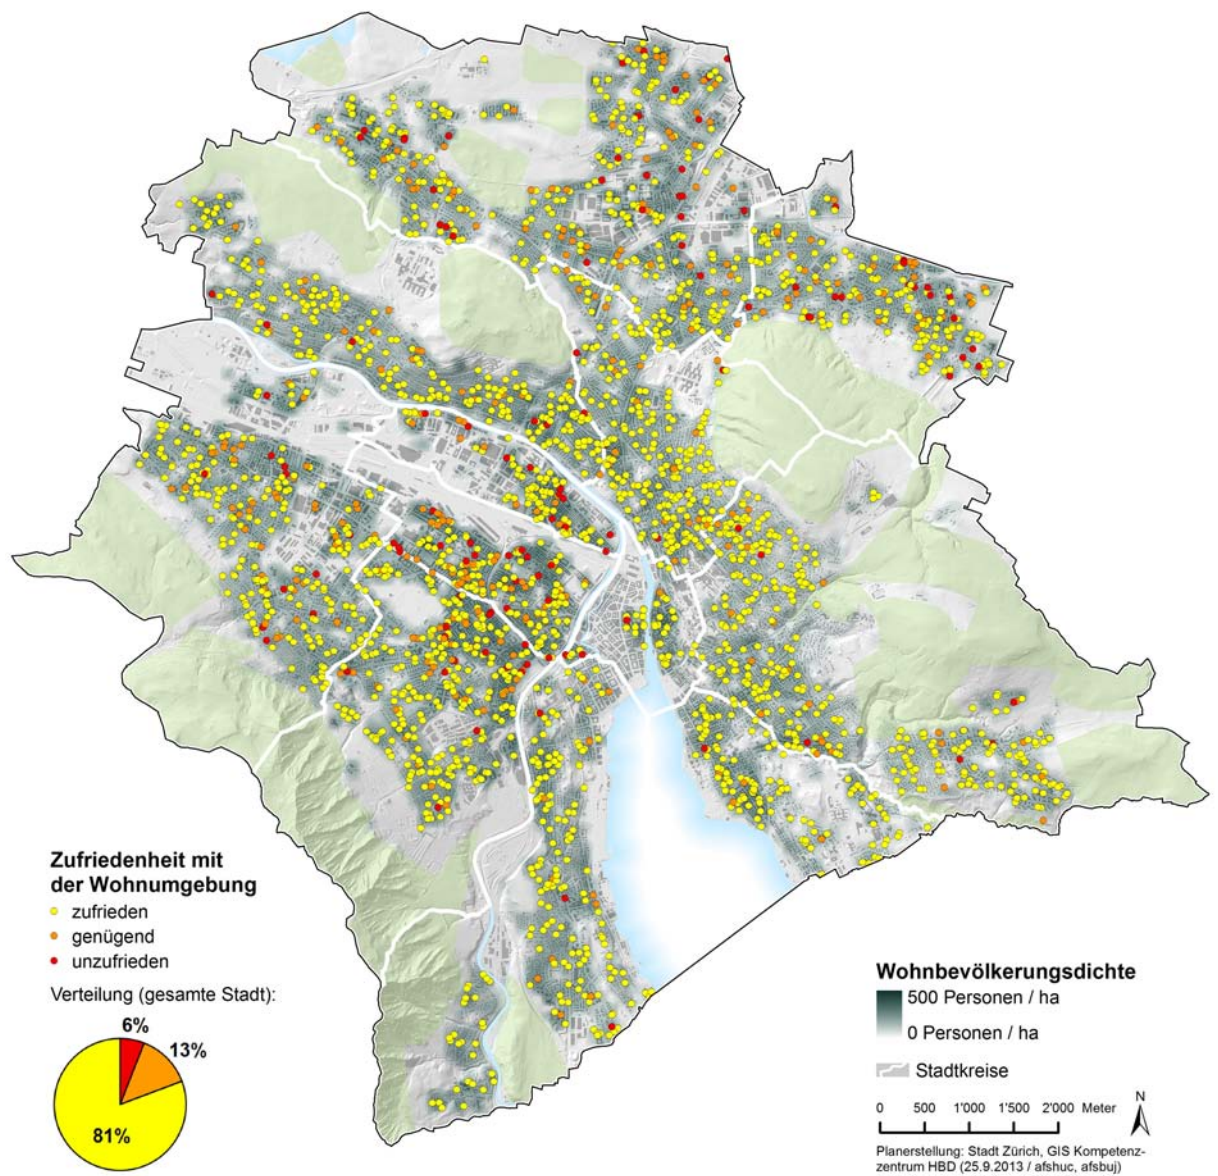 Zufriedenheit mit
der Wohnumgebung
zufrieden
genügend
unzufrieden
Verteilung (gesamte Stadt):
6%
13%
81%
Wohnbevölkerungsdichte
500 Personen / ha
0 Personen / ha
Stadtkreise
0 500 1'000 1'500 2'000 Meter
N
Planerstellung: Stadt Zürich, GIS Kompetenz-
zentrum HBD (25.9.2013 / afshuc, afsbuj)